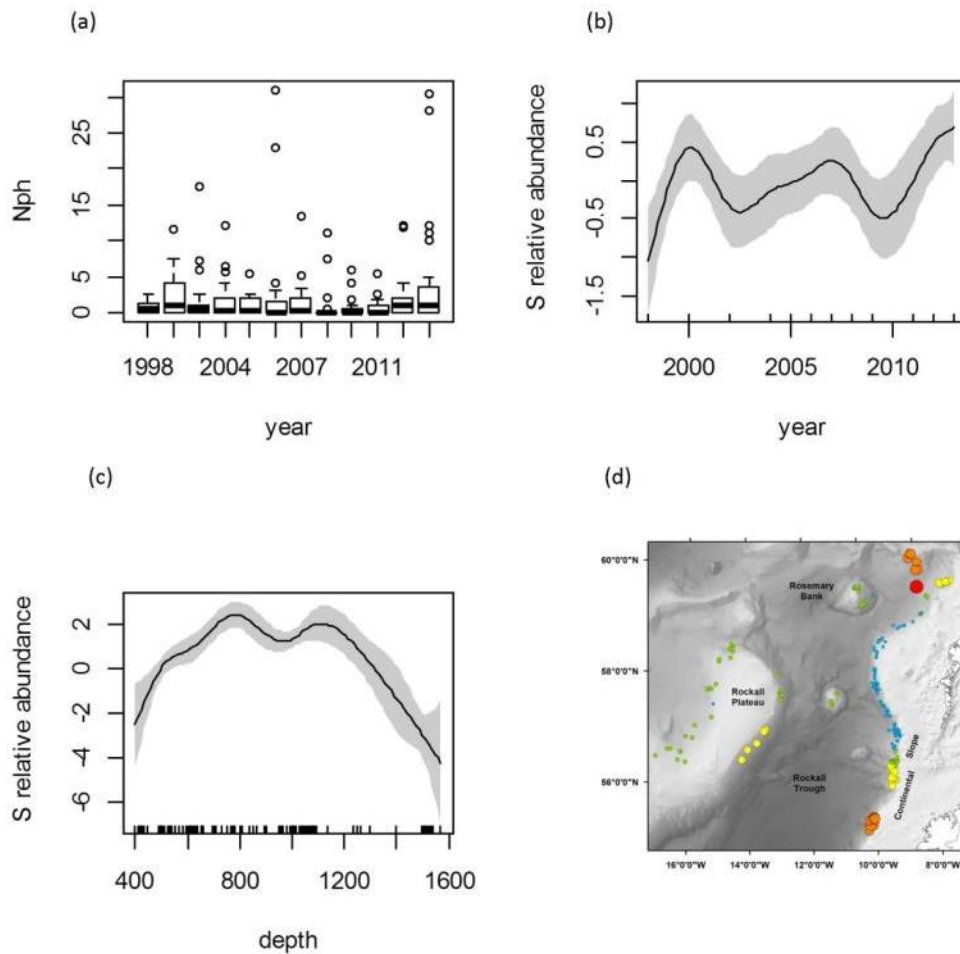 (a)
Nph
25
15
5
0
1998
2004
2007
2011
year
(b)
S relative abundance
0.5
-0.5
-1.5
2000
2005
2010
year
(c)
S relative abundance
2
0
-2
-4
-6
400
800
1200
1600
depth
(d)
60°0'0"N
58°0'0"N
56°0'0"N
Rosemary
Bank
Rockall
Plateau
Rockall
Trough
Continental Slope
16°0'0"W
14°0'0"W
12°0'0"W
10°0'0"W
8°0'0"W